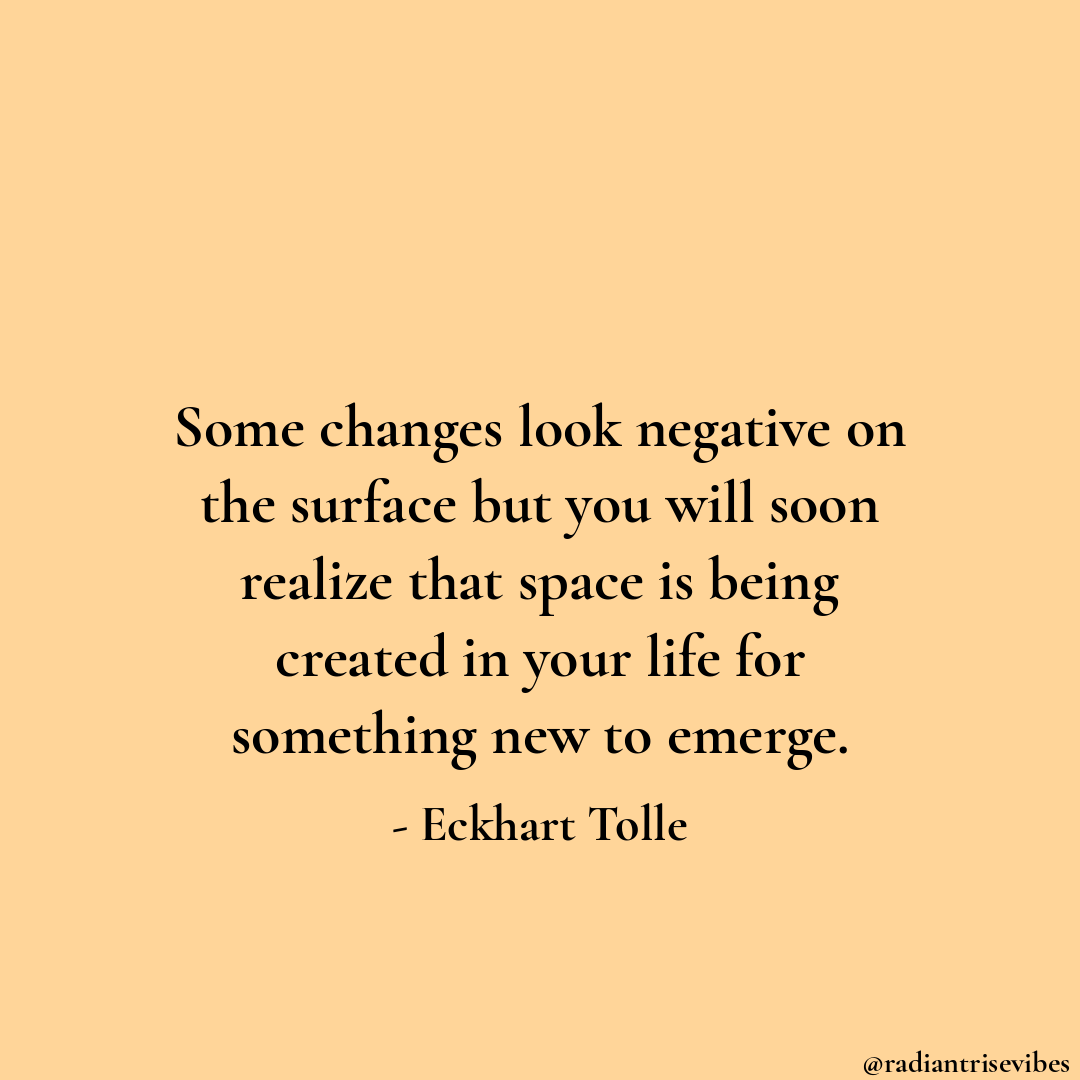 Some changes look negative on
the surface but you will soon
realize that space is being
created in your life for
something new to emerge.
- Eckhart Tolle
@radiantrisevibes